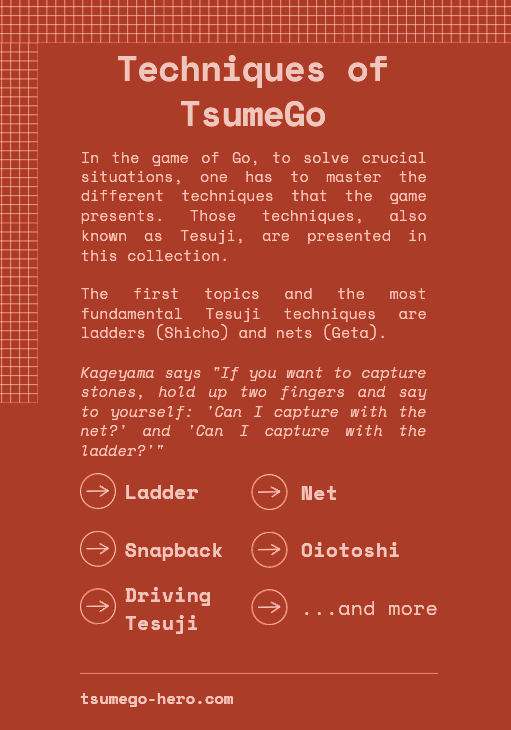 Techniques of
TsumeGo
In the game of Go, to solve crucial
situations, one has to master the
different techniques that the game
presents. Those techniques, also
known as Tesuji, are presented in
this collection.
The first topics and the most
fundamental Tesuji techniques are
ladders (Shicho) and nets (Geta).
Kageyama says "If you want to capture
stones, hold up two fingers and say
to yourself: 'Can I capture with the
net?' and 'Can I capture with the
ladder?'"
Ladder
Net
Snapback
Oiotoshi
Driving
Tesuji
...and more
tsumego-hero.com